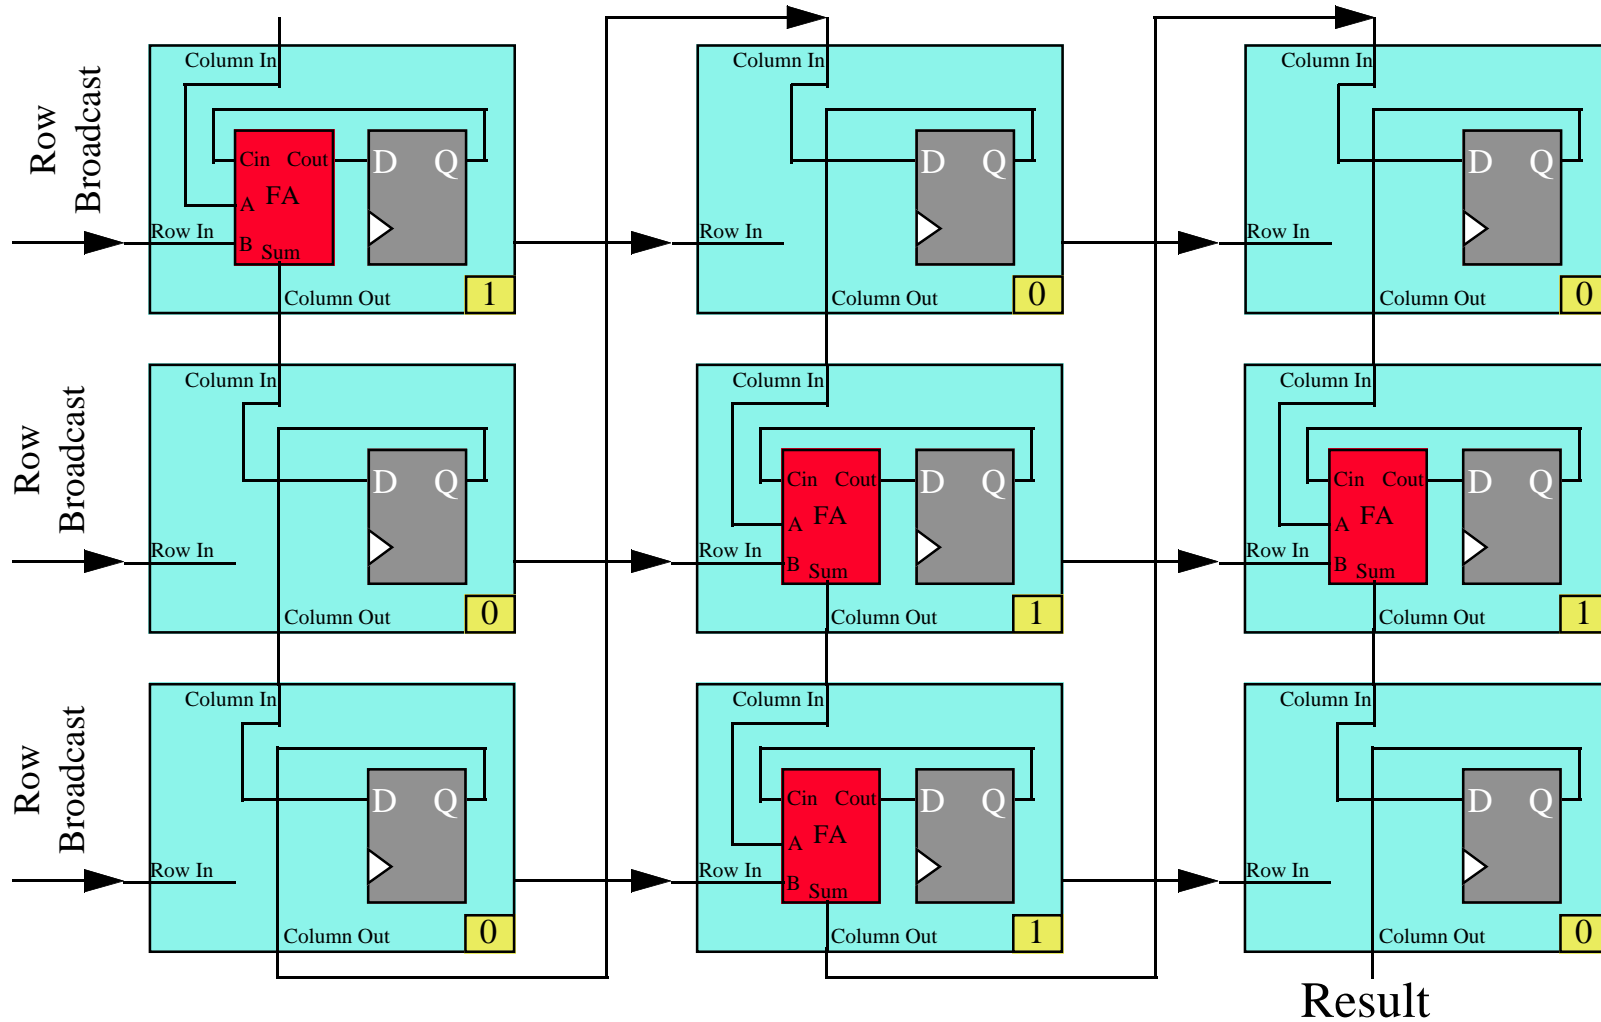 Row
Broadcast
Column In
Cin Cout
D Q
FA
A
Row In
B
Sum
Column Out
1
Column In
D Q
Row In
Column Out
0
Column In
D Q
Row In
Column Out
0
Row
Broadcast
Column In
D Q
Row In
Column Out
0
Column In
Cin Cout
D Q
FA
A
Row In
B
Sum
Column Out
1
Column In
Cin Cout
D Q
FA
A
Row In
B
Sum
Column Out
1
Row
Broadcast
Column In
D Q
Row In
Column Out
0
Column In
Cin Cout
D Q
FA
A
Row In
B
Sum
Column Out
1
Column In
D Q
Row In
Column Out
0
Result